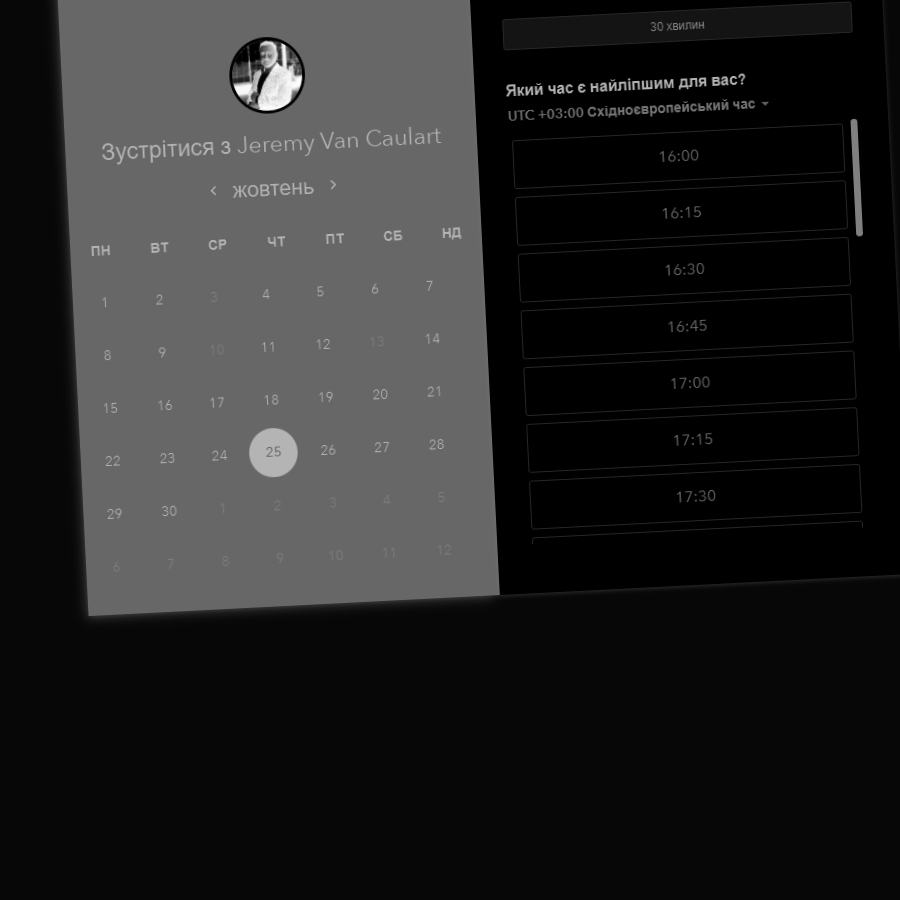 Зустрітися з Jeremy Van Caulart
жовтень
ПН ВТ СР ЧТ ПТ СБ НД
1 2 3 4 5 6 7
8 9 10 11 12 13 14
15 16 17 18 19 20 21
22 23 24 25 26 27 28
29 30 1 2 3 4 5
6 7 8 9 10 11 12
30 хвилин
Який час є найліпшим для вас?
UTC +03:00 Східноєвропейський час
16:00
16:15
16:30
16:45
17:00
17:15
17:30